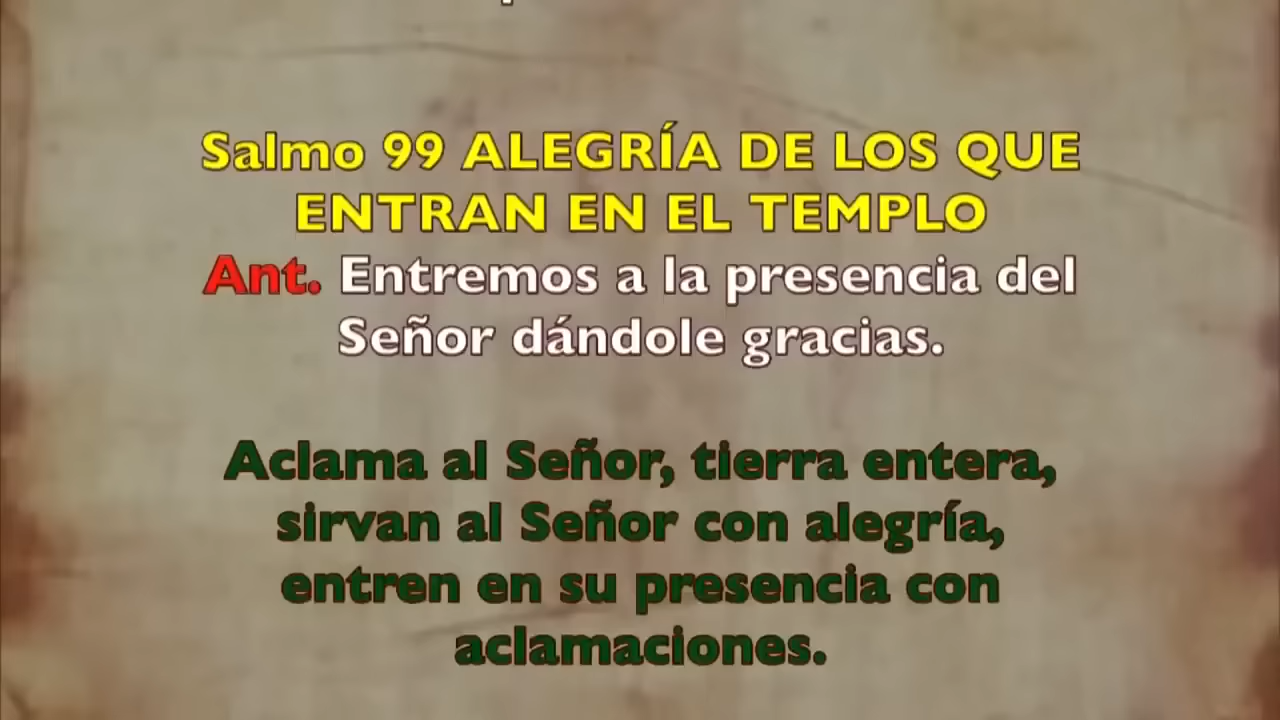 Salmo 99 ALEGRÍA DE LOS QUE
ENTRAN EN EL TEMPLO
Ant. Entremos a la presencia del
Señor dándole gracias.
Aclama al Señor, tierra entera,
sirvan al Señor con alegría,
entren en su presencia con
aclamaciones.